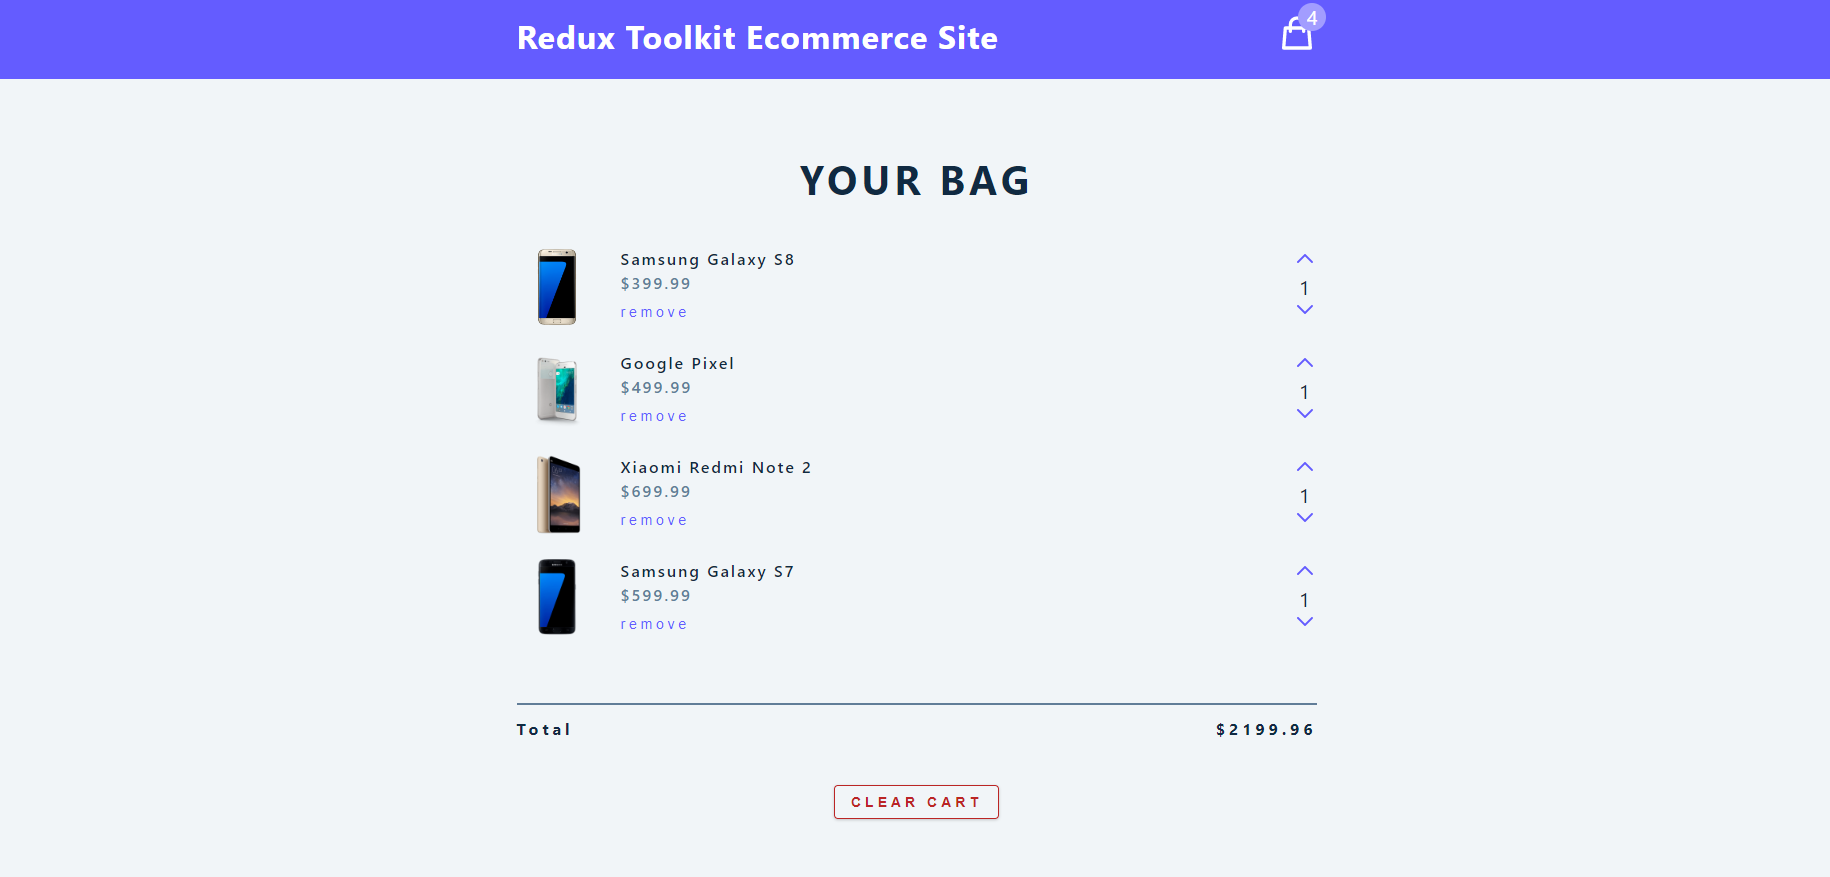 Redux Toolkit Ecommerce Site
4
YOUR BAG
Samsung Galaxy S8
$399.99
remove
1
Google Pixel
$499.99
remove
1
Xiaomi Redmi Note 2
$699.99
remove
1
Samsung Galaxy S7
$599.99
remove
1
Total $2199.96
CLEAR CART